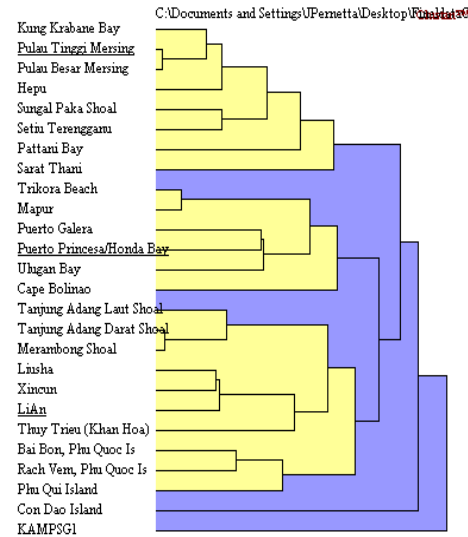 C:\Documents and Settings\JPernetta\Desktop\
Kung Krabane Bay
Pulau Tinggi Mersing
Pulau Besar Mersing
Hepu
Sungal Paka Shoal
Setiu Terengganu
Pattani Bay
Sarat Thani
Trikora Beach
Mapur
Puerto Galera
Puerto Princesa/Honda Bay
Ulugan Bay
Cape Bolinao
Tanjung Adang Laut Shoal
Tanjung Adang Darat Shoal
Merambong Shoal
Liusha
Xincun
LiAn
Thuy Trieu (Khan Hoa)
Bai Bon, Phu Quoc Is
Rach Vem, Phu Quoc Is
Phu Qui Island
Con Dao Island
KAMPSG1